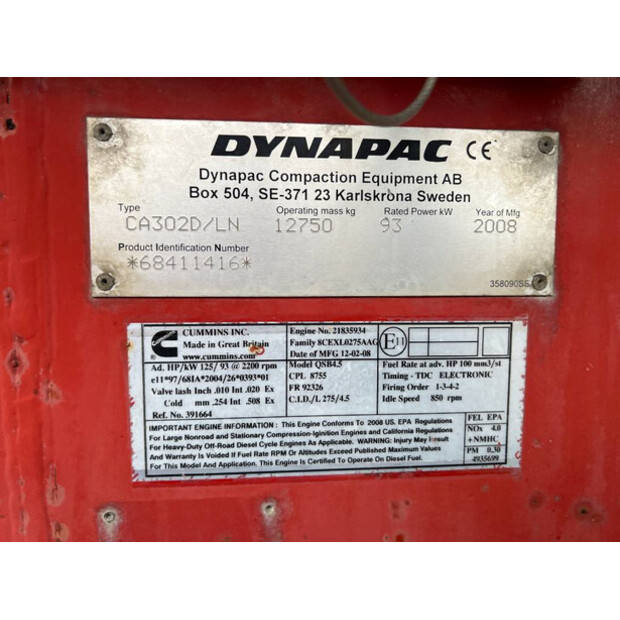 DYNAPAC CE
Dynapac Compaction Equipment AB
Box 504, SE-371 23 Karlskrona Sweden
Type Operating mass kg Rated Power kW Year of Mfg
CA302D/LN 12750 93 2008
Product Identification Number
*68411416*
CUMMINS INC.
Made in Great Britain
www.cummins.com
Engine No. 21835934
Family 8CEXL0275AAG
Date of MFG 12-02-08
E11
Ad. HP/kW 125/ 93 @ 2200 rpm
e11*97/68IA*2004/26*0393*01
Valve lash Int .010 Int .020 Ex
Cold mm .254 Int .508 Ex
Ref. No. 391664
Model QSB4.5
CPL 8755
FR 92326
C.I.D./L 275/4.5
Fuel Rate at adv. HP 100 mm3/st
Timing - TDC ELECTRONIC
Firing Order 1-3-4-2
Idle Speed 850 rpm
IMPORTANT ENGINE INFORMATION : This Engine Conforms To 2008 US. EPA Regulations
For Large Nonroad and Stationary Compression-Ignition Engines and California Regulations
For Heavy-Duty Off-Road Diesel Cycle Engines As Applicable. WARNING: Injury May Result
And Warranty Is Voided If Fuel Rate RPM Or Altitudes Exceed Published Maximum Values
For This Model And Application. This Engine Is Certified To Operate On Diesel Fuel.
FEL EPA
NOx 4.0
+NMHC
PM 0.30
4935699